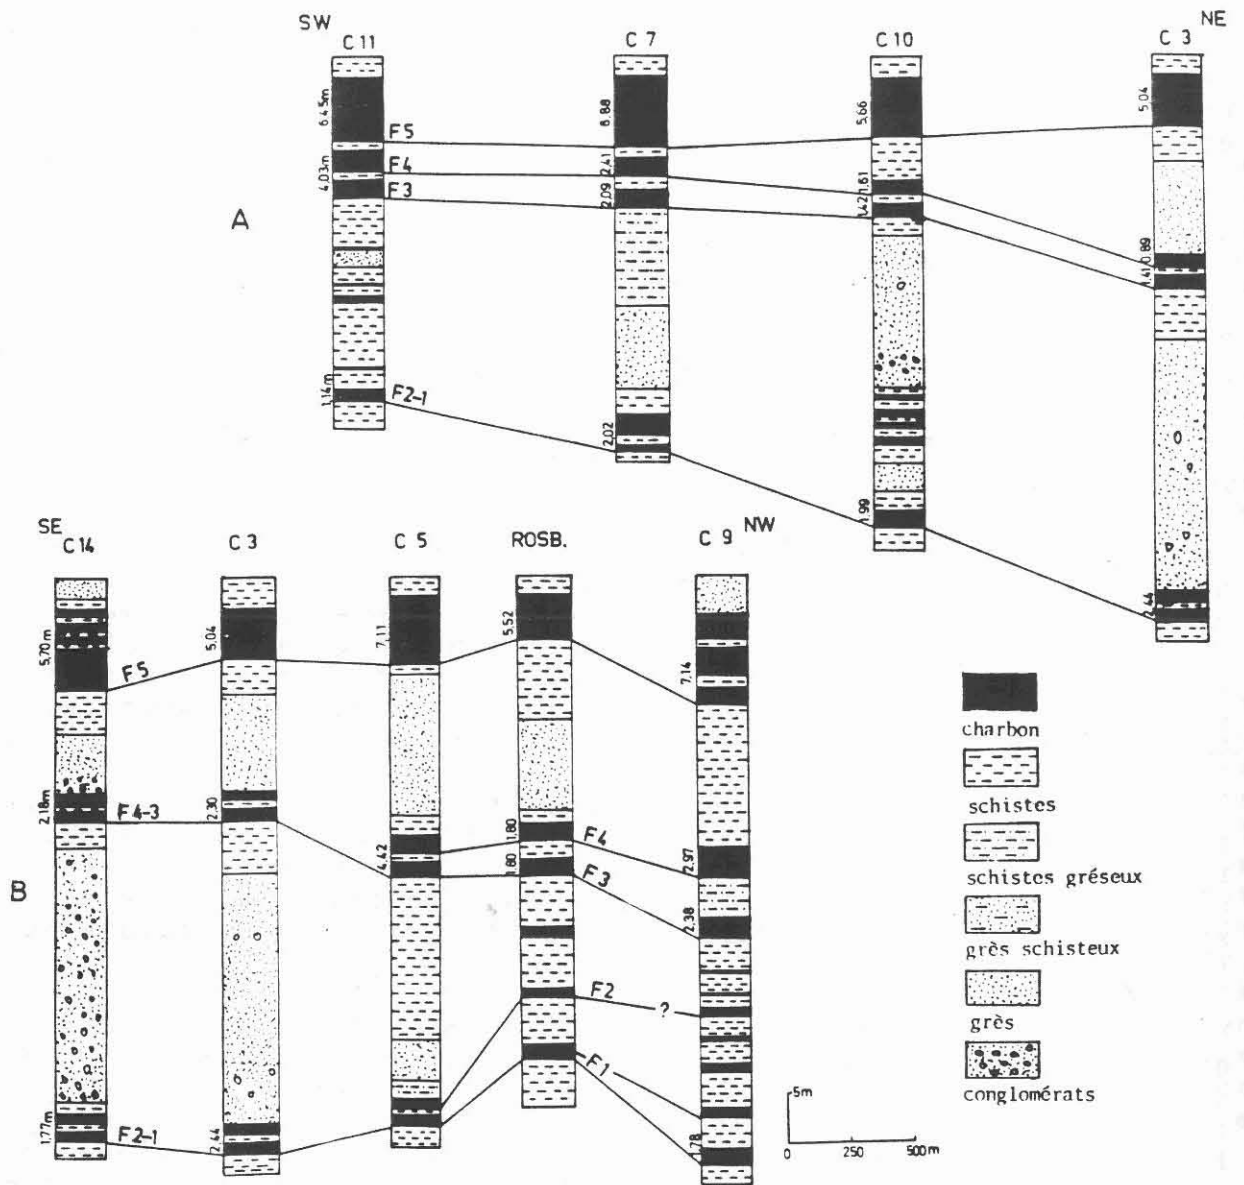 SW
NE
C 11
C 7
C 10
C 3
6.45m
6.88
5.66
5.04
F5
F4
F3
4,03m
2,41
2,09
1,61
1,42
0.89
1,41
A
1,14m
F2-1
2,02
1,99
2,44
SE
NW
C 14
C 3
C 5
ROSB.
C 9
5,70m
5,04
7,11
5.52
7,14
F5
2,18m
F4-3
2,30
4,42
1.80
1.80
F4
F3
2,97
2,38
B
F2
?
F1
1,77m
F2-1
2,44
1,78
charbon
schistes
schistes gréseux
grès schisteux
grès
conglomérats
5m
0 250 500m